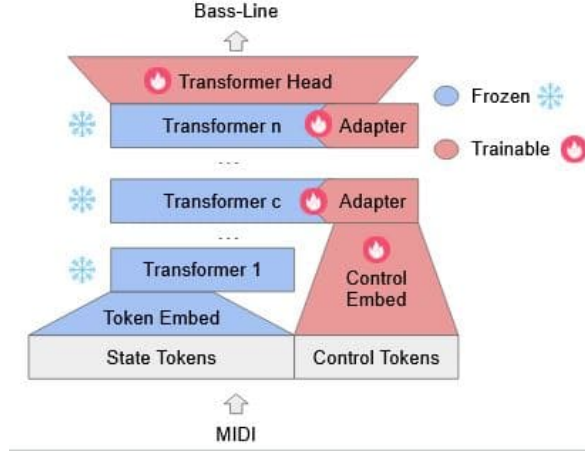 Bass-Line
Transformer Head
Transformer n
Adapter
...
Transformer c
Adapter
...
Transformer 1
Control
Embed
Token Embed
State Tokens
Control Tokens
MIDI
Frozen
Trainable